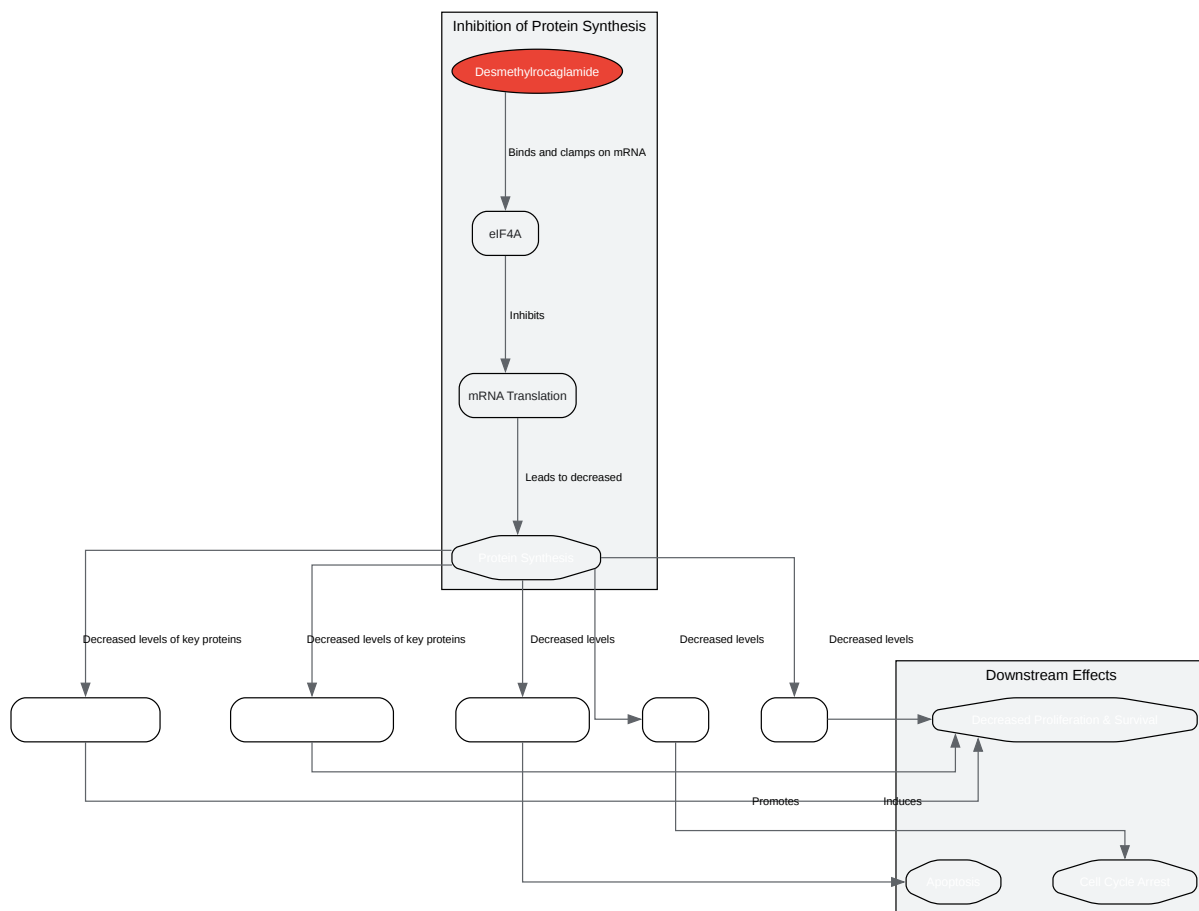 Inhibition of Protein Synthesis
Desmethylrocaglamide
Binds and clamps on mRNA
eIF4A
Inhibits
mRNA Translation
Leads to decreased
Protein Synthesis
Decreased levels of key proteins
Decreased levels of key proteins
Decreased levels
Decreased levels
Decreased levels
Downstream Effects
Decreased Proliferation & Survival
Promotes
Induces
Apoptosis
Cell Cycle Arrest